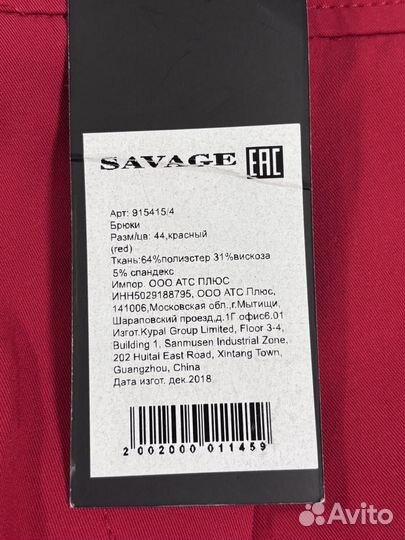 SAVAGE EAC
Арт: 915415/4
Брюки
Разм/цв: 44,красный
(red)
Ткань:64%полиэстер 31%вискоза
5% спандекс
Импор. ООО АТС ПЛЮС
ИНН5029188795, ООО АТС Плюс,
141006,Московская обл.,г.Мытищи,
Шараповский проезд,д.1Г офис6.01
Изгот.Kypal Group Limited, Floor 3-4,
Building 1, Sanmusen Industrial Zone,
202 Huitai East Road, Xintang Town,
Guangzhou, China
Дата изгот. дек.2018
2 002000 011459
Avito